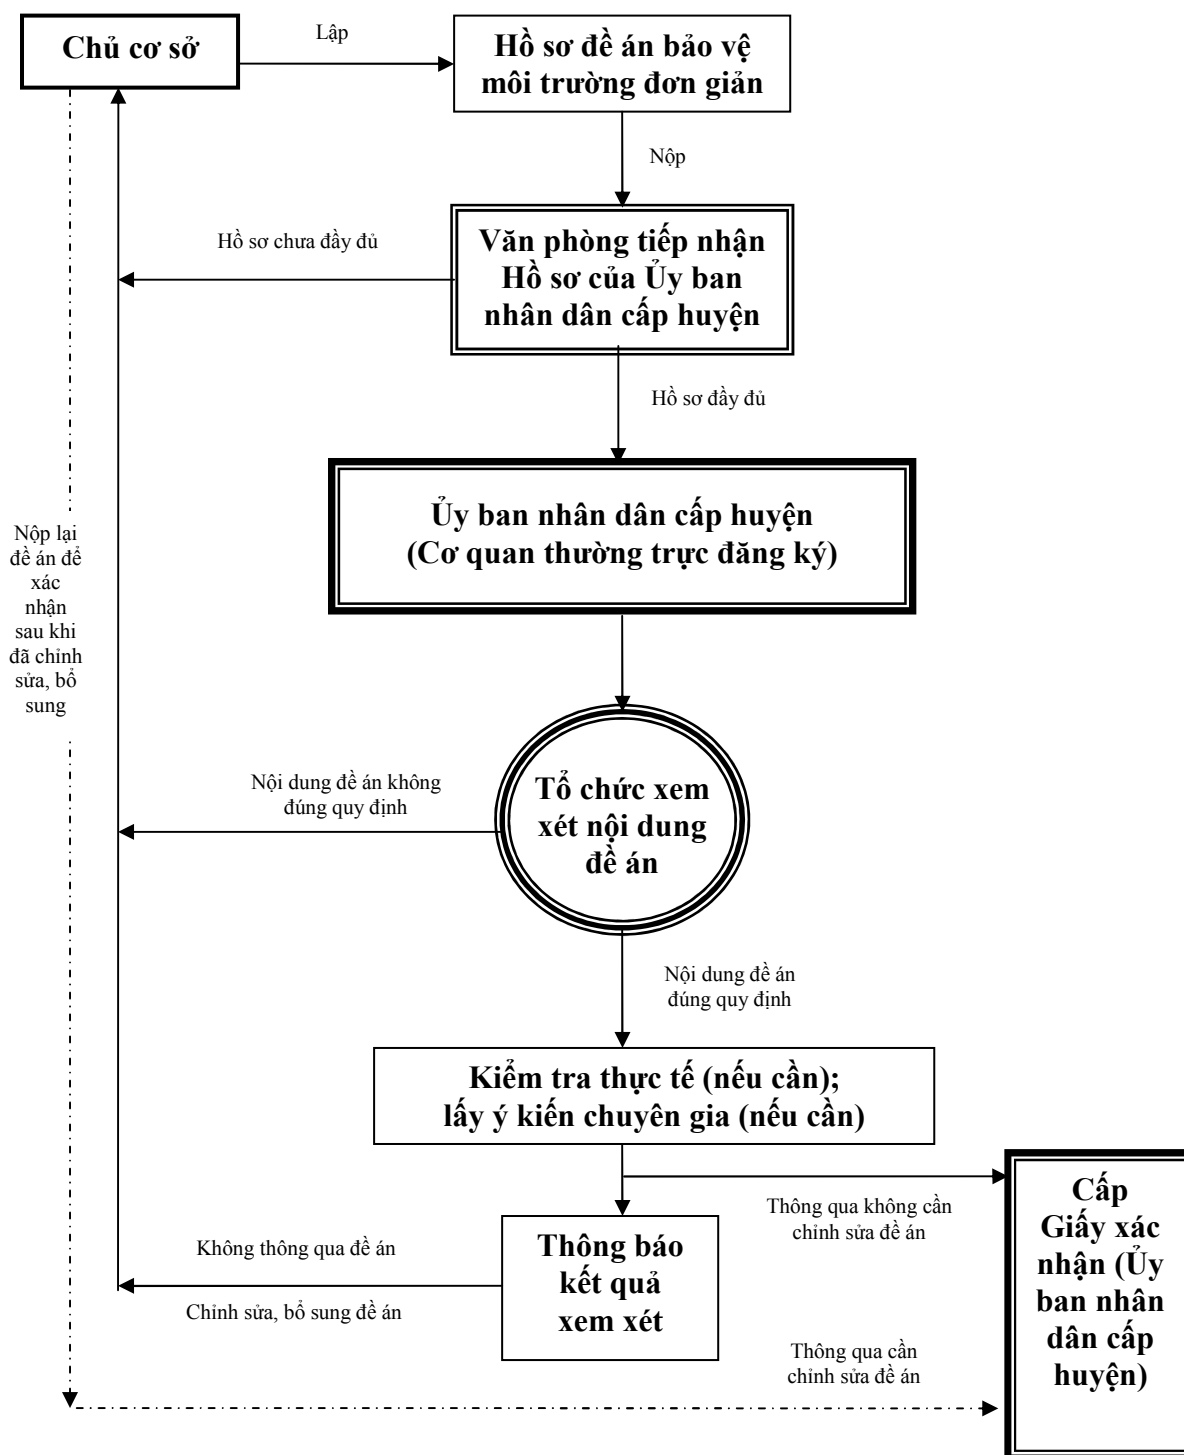 Chủ cơ sở
Lập
Hồ sơ đề án bảo vệ
môi trường đơn giản
Nộp
Hồ sơ chưa đầy đủ
Văn phòng tiếp nhận
Hồ sơ của Ủy ban
nhân dân cấp huyện
Hồ sơ đầy đủ
Ủy ban nhân dân cấp huyện
(Cơ quan thường trực đăng ký)
Nộp lại
đề án để
xác
nhận
sau khi
đã chỉnh
sửa, bổ
sung
Nội dung đề án không
đúng quy định
Tổ chức xem
xét nội dung
đề án
Nội dung đề án
đúng quy định
Kiểm tra thực tế (nếu cần);
lấy ý kiến chuyên gia (nếu cần)
Thông qua không cần
chỉnh sửa đề án
Cấp
Giấy xác
nhận (Ủy
ban nhân
dân cấp
huyện)
Không thông qua đề án
Chỉnh sửa, bổ sung đề án
Thông báo
kết quả
xem xét
Thông qua cần
chỉnh sửa đề án